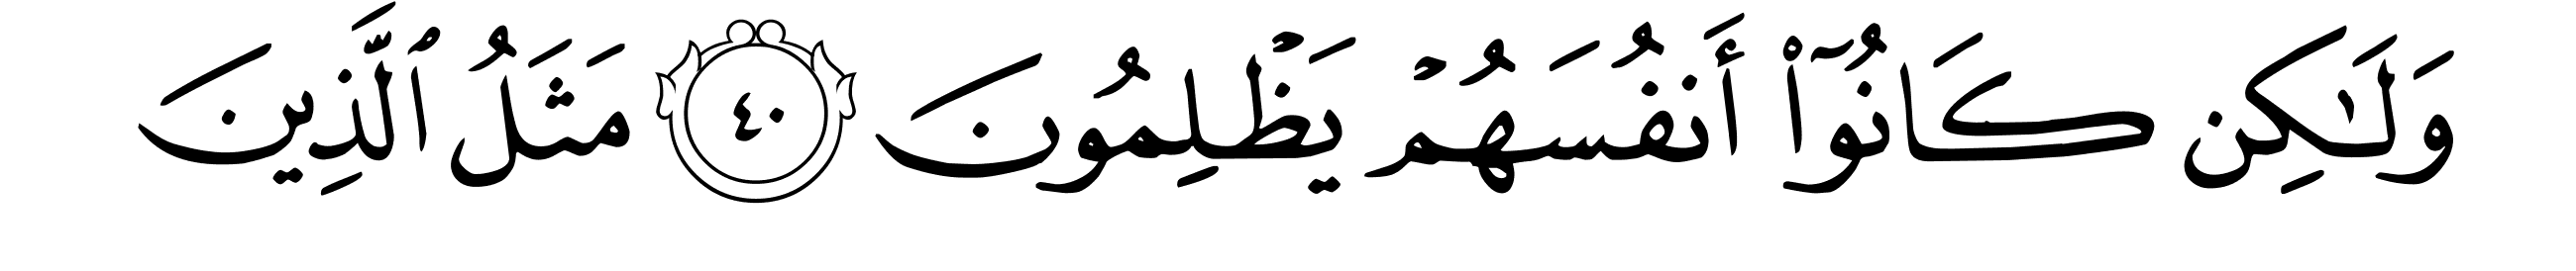 وَلَٰكِن كَانُوٓا۟ أَنفُسَهُمْ يَظْلِمُونَ ٤٠ مَثَلُ ٱلَّذِينَ